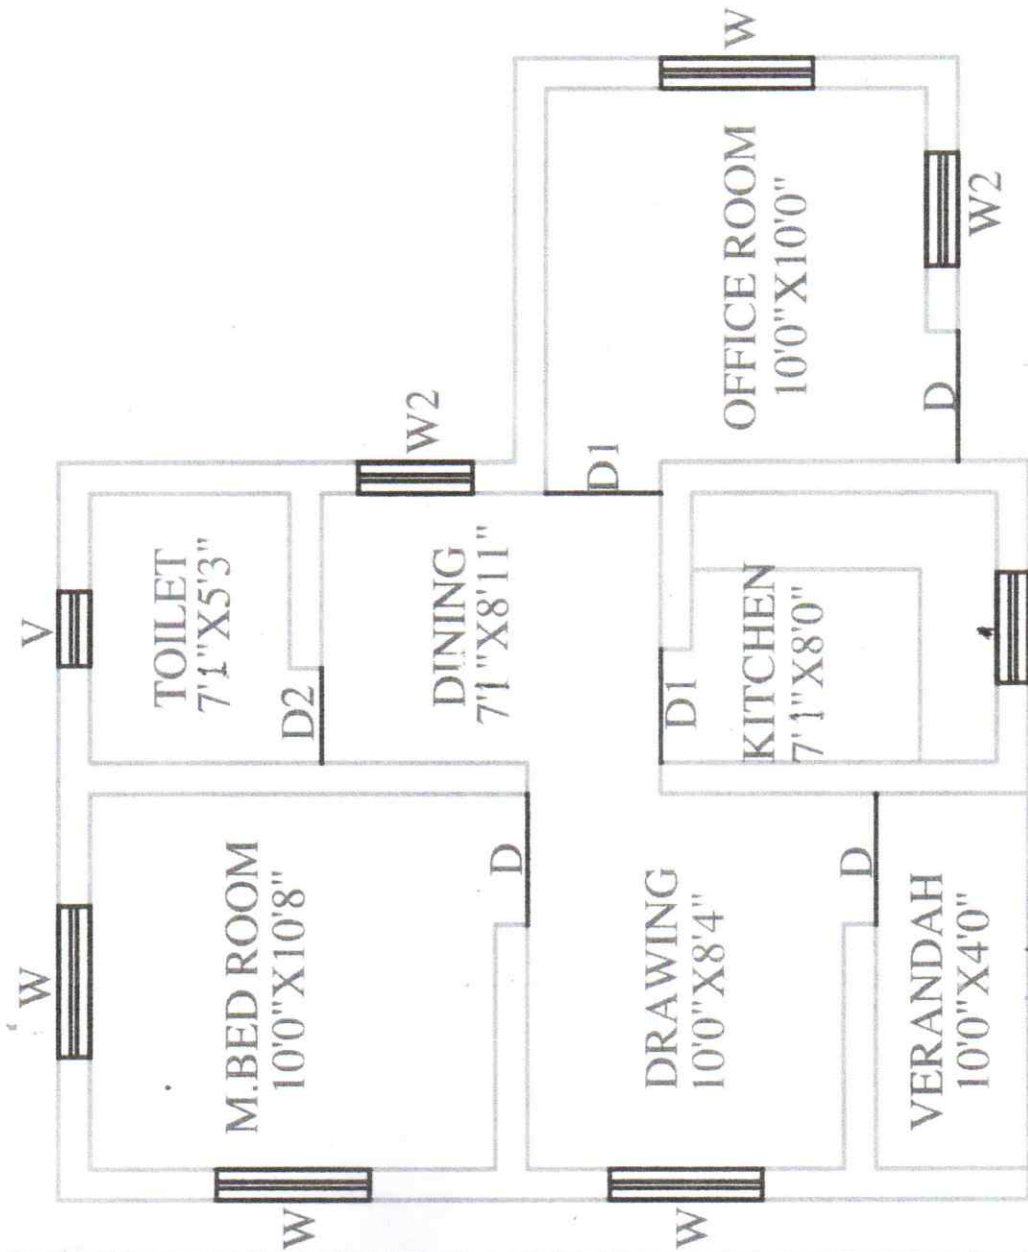 W
V
TOILET
7'1"X5'3"
M.BED ROOM
10'0"X10'8"
D2
W
W2
DINING
7'1"X8'11"
D
D1
DRAWING
10'0"X8'4"
W
D1
OFFICE ROOM
10'0"X10'0"
W
KITCHEN
7'1"X8'0"
D
D
VERANDAH
10'0"X4'0"
W2